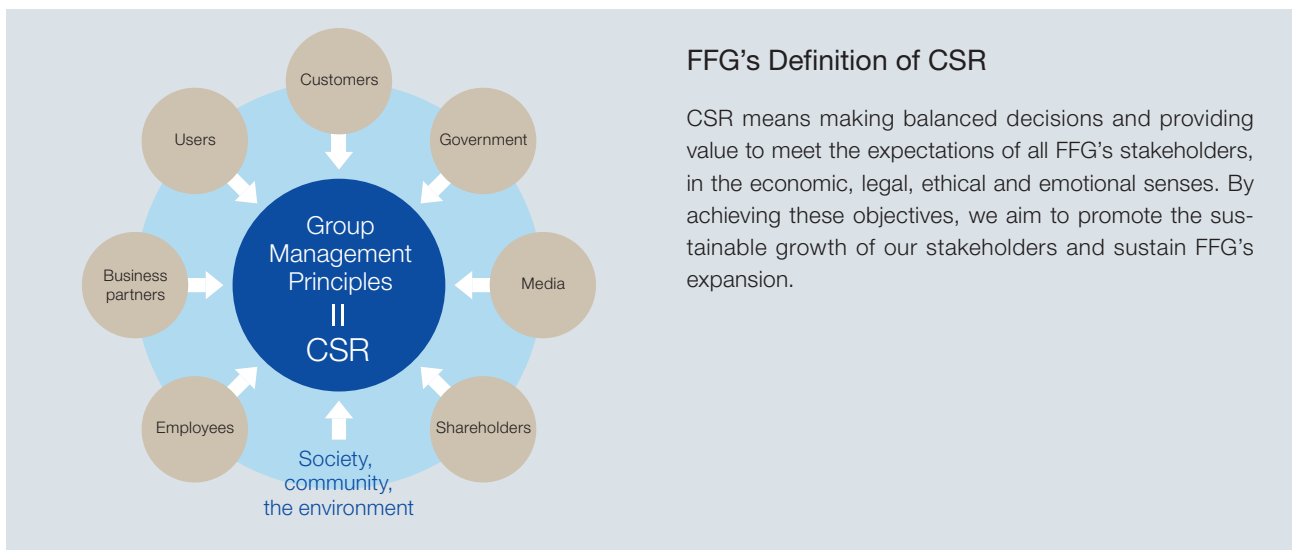 Customers
Users
Government
Group
Management
Principles
=
CSR
Business
partners
Media
Employees
Shareholders
Society,
community,
the environment
FFG’s Definition of CSR
CSR means making balanced decisions and providing
value to meet the expectations of all FFG’s stakeholders,
in the economic, legal, ethical and emotional senses. By
achieving these objectives, we aim to promote the sus-
tainable growth of our stakeholders and sustain FFG’s
expansion.